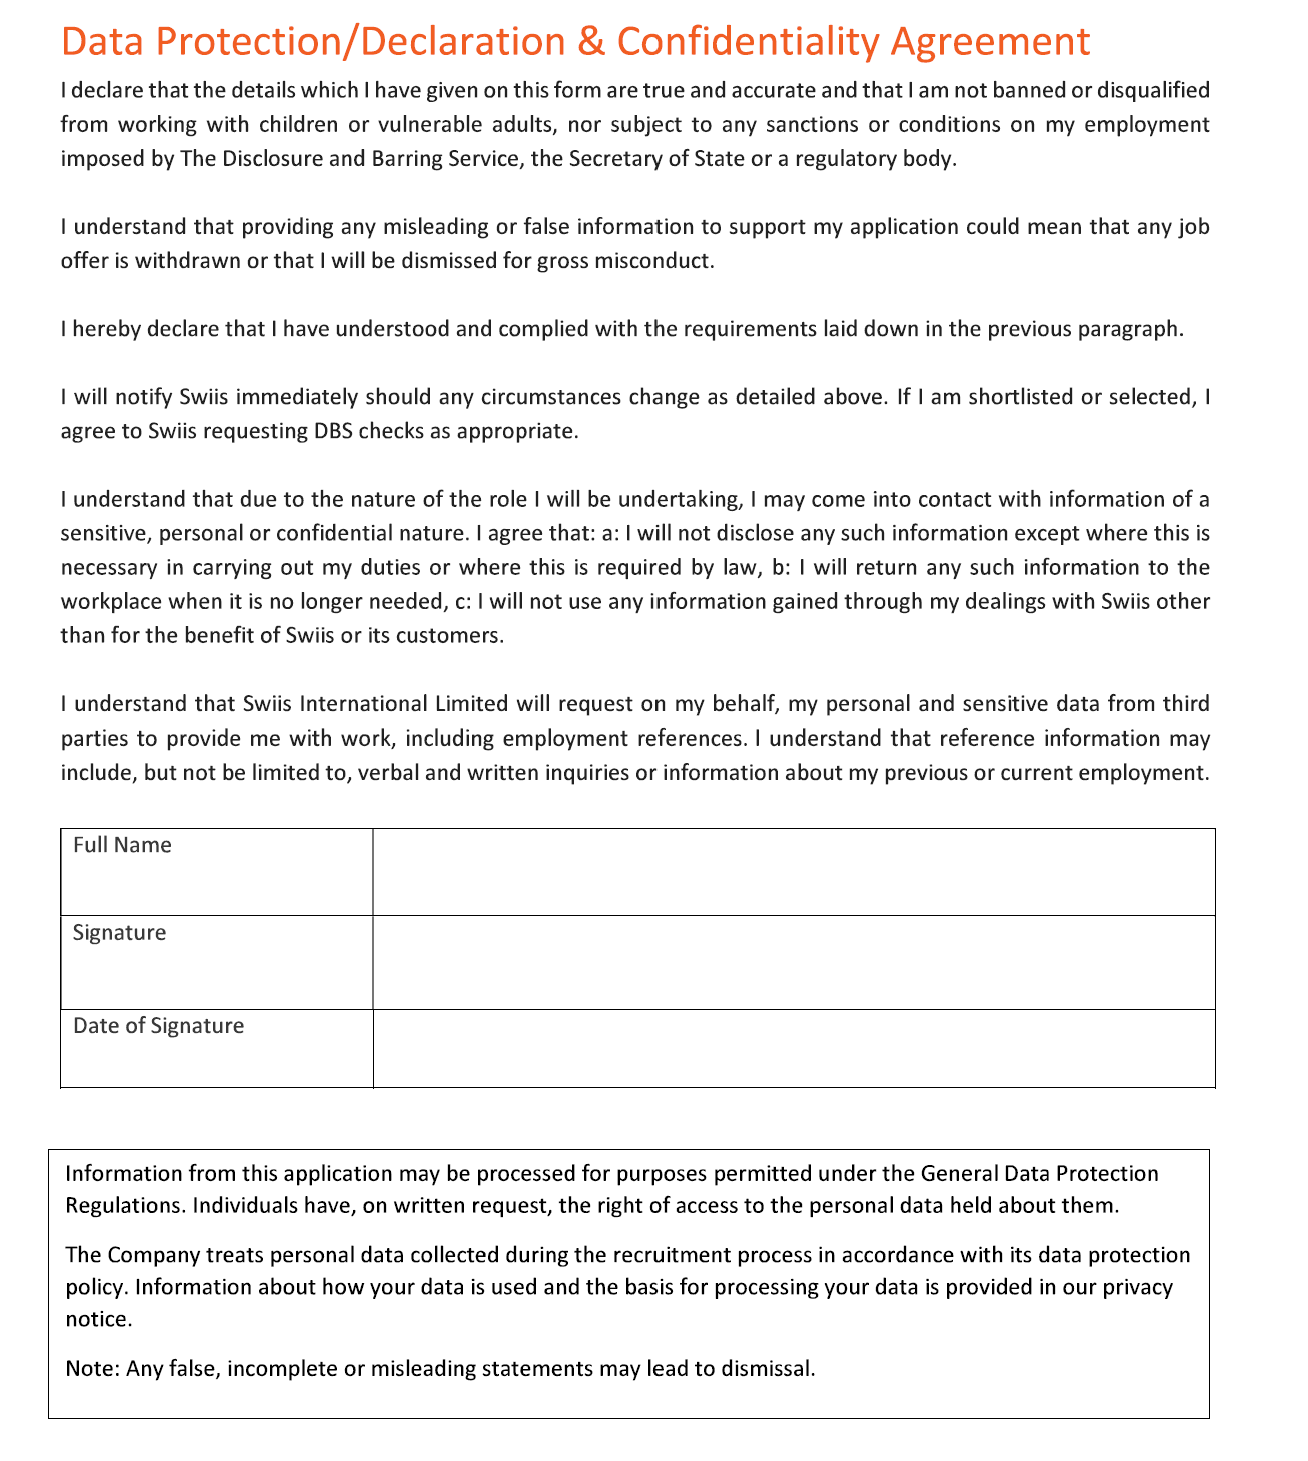 Data Protection/Declaration & Confidentiality Agreement
I declare that the details which I have given on this form are true and accurate and that I am not banned or disqualified
from working with children or vulnerable adults, nor subject to any sanctions or conditions on my employment
imposed by The Disclosure and Barring Service, the Secretary of State or a regulatory body.
I understand that providing any misleading or false information to support my application could mean that any job
offer is withdrawn or that I will be dismissed for gross misconduct.
I hereby declare that I have understood and complied with the requirements laid down in the previous paragraph.
I will notify Swiis immediately should any circumstances change as detailed above. If I am shortlisted or selected, I
agree to Swiis requesting DBS checks as appropriate.
I understand that due to the nature of the role I will be undertaking, I may come into contact with information of a
sensitive, personal or confidential nature. I agree that: a: I will not disclose any such information except where this is
necessary in carrying out my duties or where this is required by law, b: I will return any such information to the
workplace when it is no longer needed, c: I will not use any information gained through my dealings with Swiis other
than for the benefit of Swiis or its customers.
I understand that Swiis International Limited will request on my behalf, my personal and sensitive data from third
parties to provide me with work, including employment references. I understand that reference information may
include, but not be limited to, verbal and written inquiries or information about my previous or current employment.
Full Name
Signature
Date of Signature
Information from this application may be processed for purposes permitted under the General Data Protection
Regulations. Individuals have, on written request, the right of access to the personal data held about them.
The Company treats personal data collected during the recruitment process in accordance with its data protection
policy. Information about how your data is used and the basis for processing your data is provided in our privacy
notice.
Note: Any false, incomplete or misleading statements may lead to dismissal.